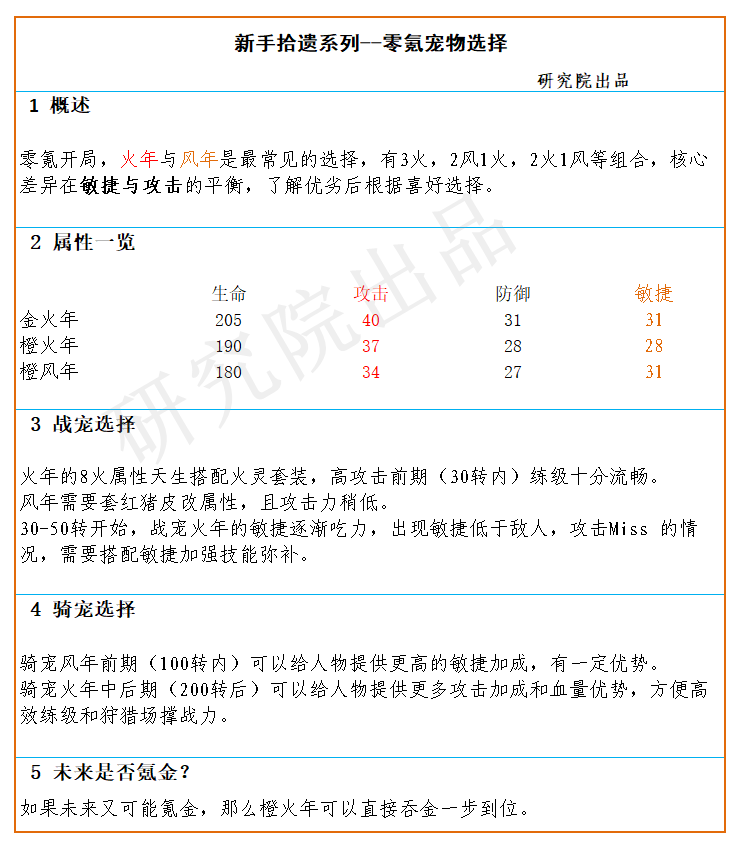 新手拾遗系列--零氪宠物选择
研究院出品
1 概述
零氪开局，火年与风年是最常见的选择，有3火，2风1火，2火1风等组合，核心
差异在敏捷与攻击的平衡，了解优劣后根据喜好选择。
2 属性一览
生命 攻击 防御 敏捷
金火年 205 40 31 31
橙火年 190 37 28 28
橙风年 180 34 27 31
3 战宠选择
火年的8火属性天生搭配火灵套装，高攻击前期（30转内）练级十分流畅。
风年需要套红猪皮改属性，且攻击力稍低。
30-50转开始，战宠火年的敏捷逐渐吃力，出现敏捷低于敌人，攻击Miss 的情
况，需要搭配敏捷加强技能弥补。
4 骑宠选择
骑宠风年前期（100转内）可以给人物提供更高的敏捷加成，有一定优势。
骑宠火年中后期（200转后）可以给人物提供更多攻击加成和血量优势，方便高
效练级和狩猎场撑战力。
5 未来是否氪金？
如果未来又可能氪金，那么橙火年可以直接吞金一步到位。
研究院出品